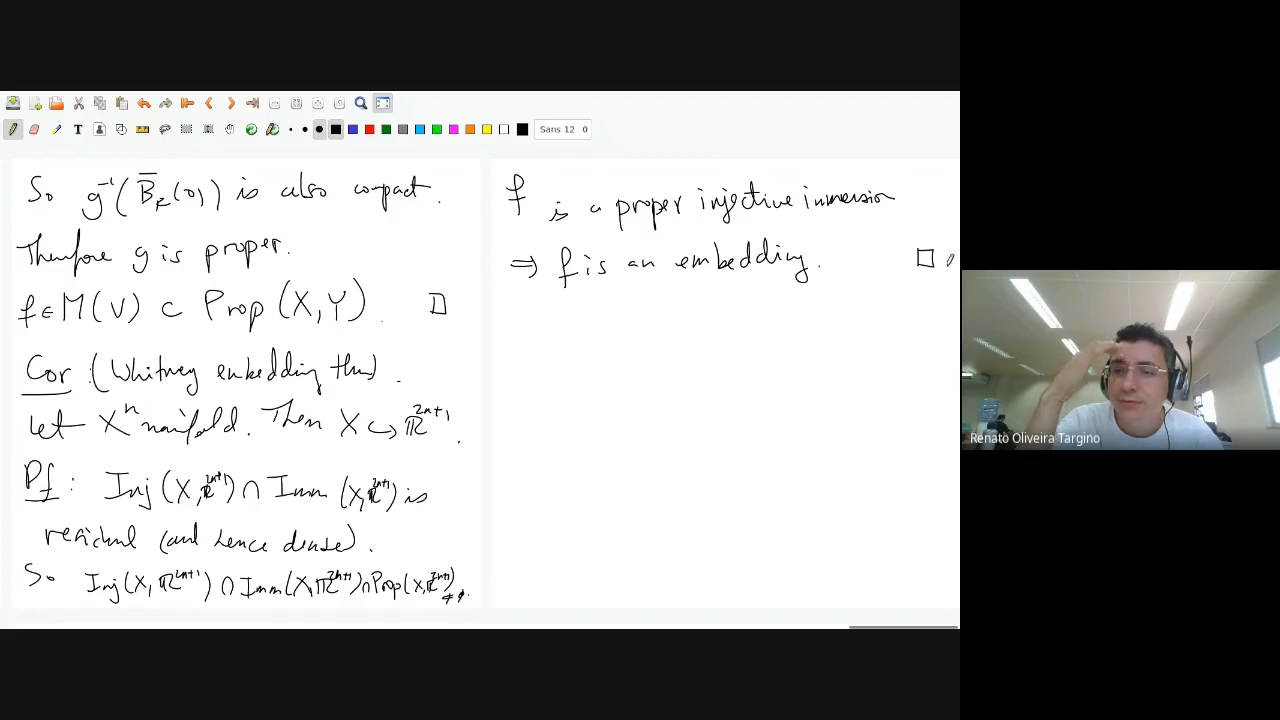 Sans 12 0
So g⁻¹(B̅_R(0)) is also compact.
Therefore g is proper.
f ∈ M(V) ⊂ Prop(X,Y). □
Cor: (Whitney embedding thm).
Let Xⁿ manifold. Then X ↪ ℝ²ⁿ⁺¹.
Pf: Inj(X,ℝ²ⁿ⁺¹) ∩ Imm(X,ℝ²ⁿ⁺¹) is
residual (and hence dense).
So Inj(X,ℝ²ⁿ⁺¹) ∩ Imm(X,ℝ²ⁿ⁺¹) ∩ Prop(X,ℝ²ⁿ⁺¹) ≠ ∅.
f is a proper injective immersion
⇒ f is an embedding. □
Renato Oliveira Targino